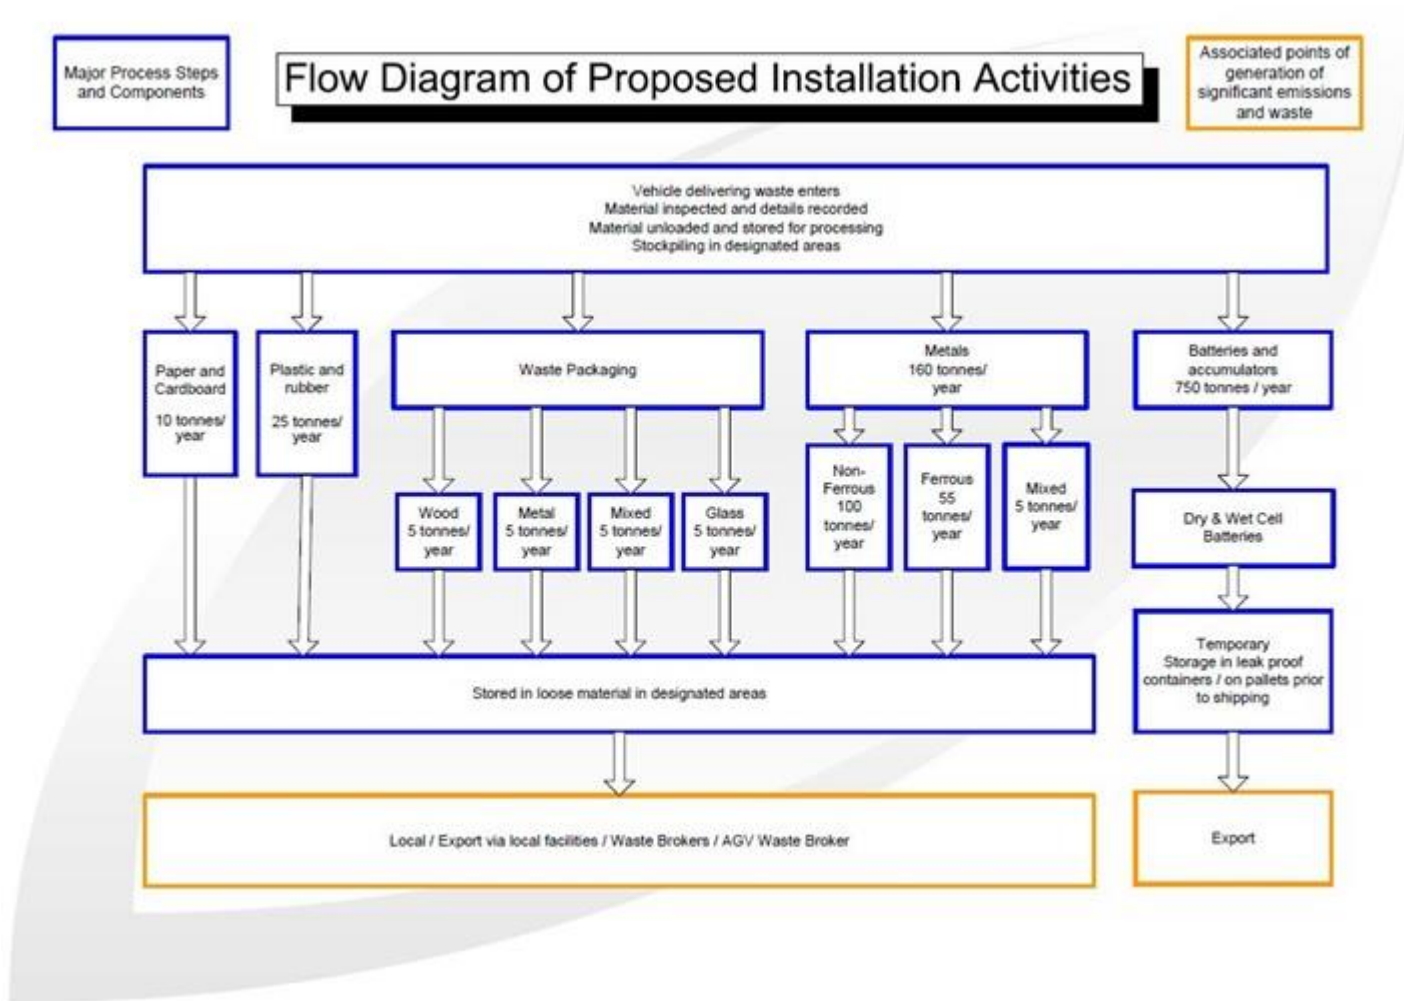 Major Process Steps
and Components
Flow Diagram of Proposed Installation Activities
Associated points of
generation of
significant emissions
and waste
Vehicle delivering waste enters
Material inspected and details recorded
Material unloaded and stored for processing
Stockpiling in designated areas
Paper and
Cardboard
10 tonnes/
year
Plastic and
rubber
25 tonnes/
year
Waste Packaging
Metals
160 tonnes/
year
Batteries and
accumulators
750 tonnes / year
Wood
5 tonnes/
year
Metal
5 tonnes/
year
Mixed
5 tonnes/
year
Glass
5 tonnes/
year
Non-
Ferrous
100
tonnes/
year
Ferrous
55
tonnes/
year
Mixed
5 tonnes/
year
Dry & Wet Cell
Batteries
Stored in loose material in designated areas
Temporary
Storage in leak proof
containers / on pallets prior
to shipping
Local / Export via local facilities / Waste Brokers / AGV Waste Broker
Export